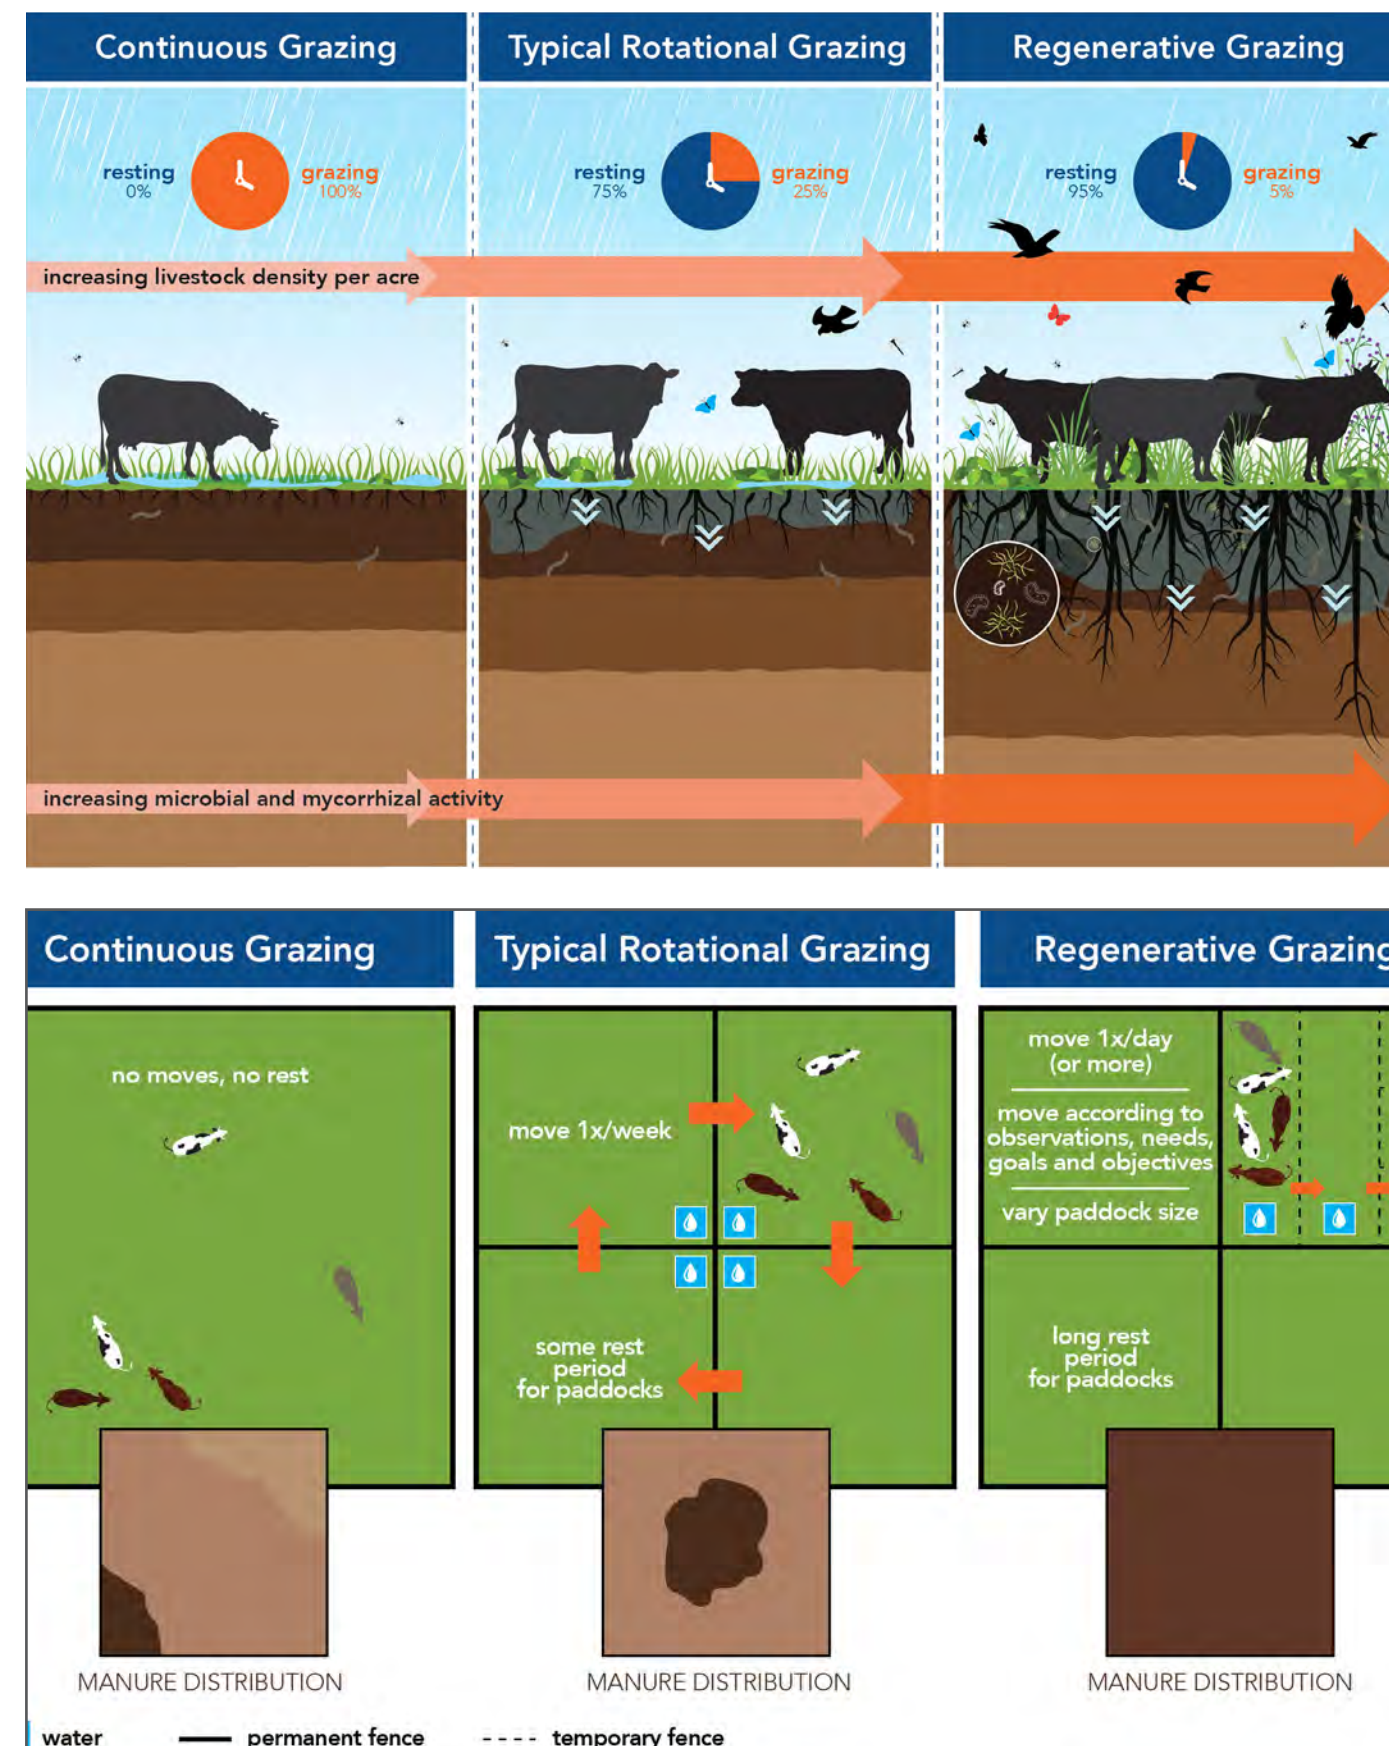 Continuous Grazing
Typical Rotational Grazing
Regenerative Grazing
resting
0%
grazing
100%
resting
75%
grazing
25%
resting
95%
grazing
5%
increasing livestock density per acre
increasing microbial and mycorrhizal activity
Continuous Grazing
Typical Rotational Grazing
Regenerative Grazing
no moves, no rest
move 1x/week
some rest
period
for paddocks
move 1x/day
(or more)
move according to
observations, needs,
goals and objectives
vary paddock size
long rest
period
for paddocks
MANURE DISTRIBUTION
MANURE DISTRIBUTION
MANURE DISTRIBUTION
water
permanent fence
temporary fence